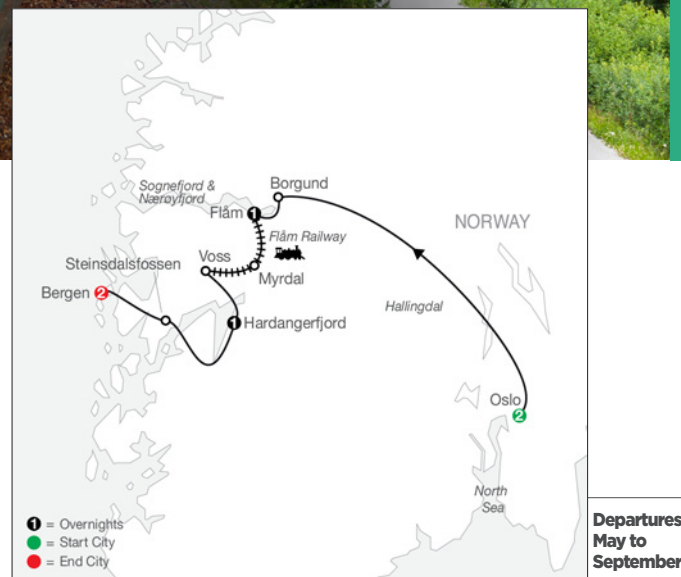 Sognefjord &
Nærøyfjord
Borgund
Flåm
1
NORWAY
Flåm Railway
Voss
Steinsdalsfossen
Myrdal
Bergen
2
Hallingdal
1
Hardangerfjord
Oslo
2
North
Sea
1 = Overnights
= Start City
= End City
Departures
May to
September